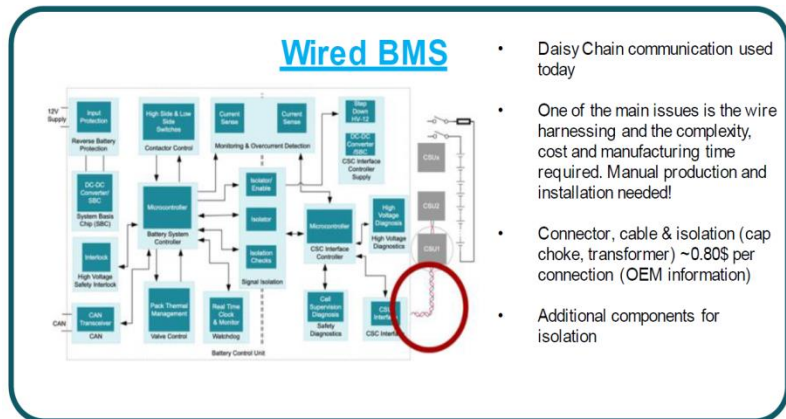 Wired BMS
12V
Supply
Input
Protection
Reverse Battery
Protection
High Side & Low
Side
Switches
Contactor Control
Current
Sense
Current
Sense
Monitoring & Overcurrent Detection
Step
Down
HV-12
DC-DC
Converter
/SBC
CSC Interface
Controller
Supply
DC-DC
Converter/
SBC
System Basis
Chip (SBC)
Microcontroller
Battery System
Controller
Isolator/
Enable
Isolator
Isolation
Checks
Signal Isolation
Microcontroller
CSC Interface
Controller
High
Voltage
Diagnosis
High Voltage
Diagnostics
Interlock
High Voltage
Safety Interlock
CAN
CAN
Transceiver
CAN
Pack Thermal
Management
Valve Control
Real Time
Clock
& Monitor
Watchdog
Cell
Supervision
Diagnosis
Safety
Diagnostics
CSC Interface
Battery Control Unit
CSUx
CSU2
CSU1
• Daisy Chain communication used
today
• One of the main issues is the wire
harnessing and the complexity,
cost and manufacturing time
required. Manual production and
installation needed!
• Connector, cable & isolation (cap
choke, transformer) ~0.80$ per
connection (OEM information)
• Additional components for
isolation